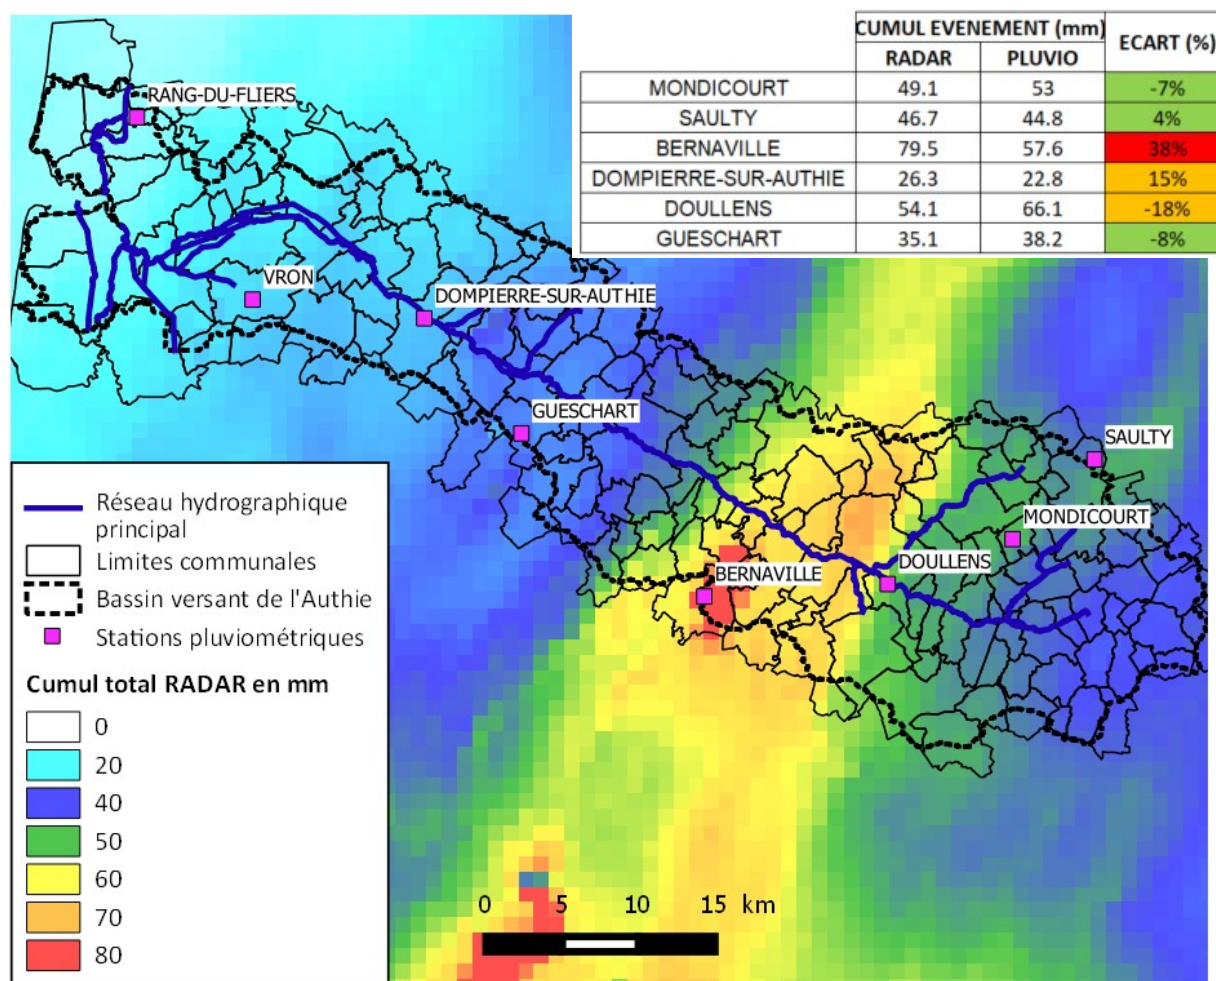 CUMUL EVENEMENT (mm) ECART (%)
RADAR PLUVIO
MONDICOURT 49.1 53 -7%
SAULTY 46.7 44.8 4%
BERNAVILLE 79.5 57.6 38%
DOMPIERRE-SUR-AUTHIE 26.3 22.8 15%
DOULLENS 54.1 66.1 -18%
GUESCHART 35.1 38.2 -8%
RANG-DU-FLIERS
VRON
DOMPIERRE-SUR-AUTHIE
GUESCHART
SAULTY
MONDICOURT
DOULLENS
BERNAVILLE
Réseau hydrographique
principal
Limites communales
Bassin versant de l'Authie
Stations pluviométriques
Cumul total RADAR en mm
0
20
40
50
60
70
80
0 5 10 15 km